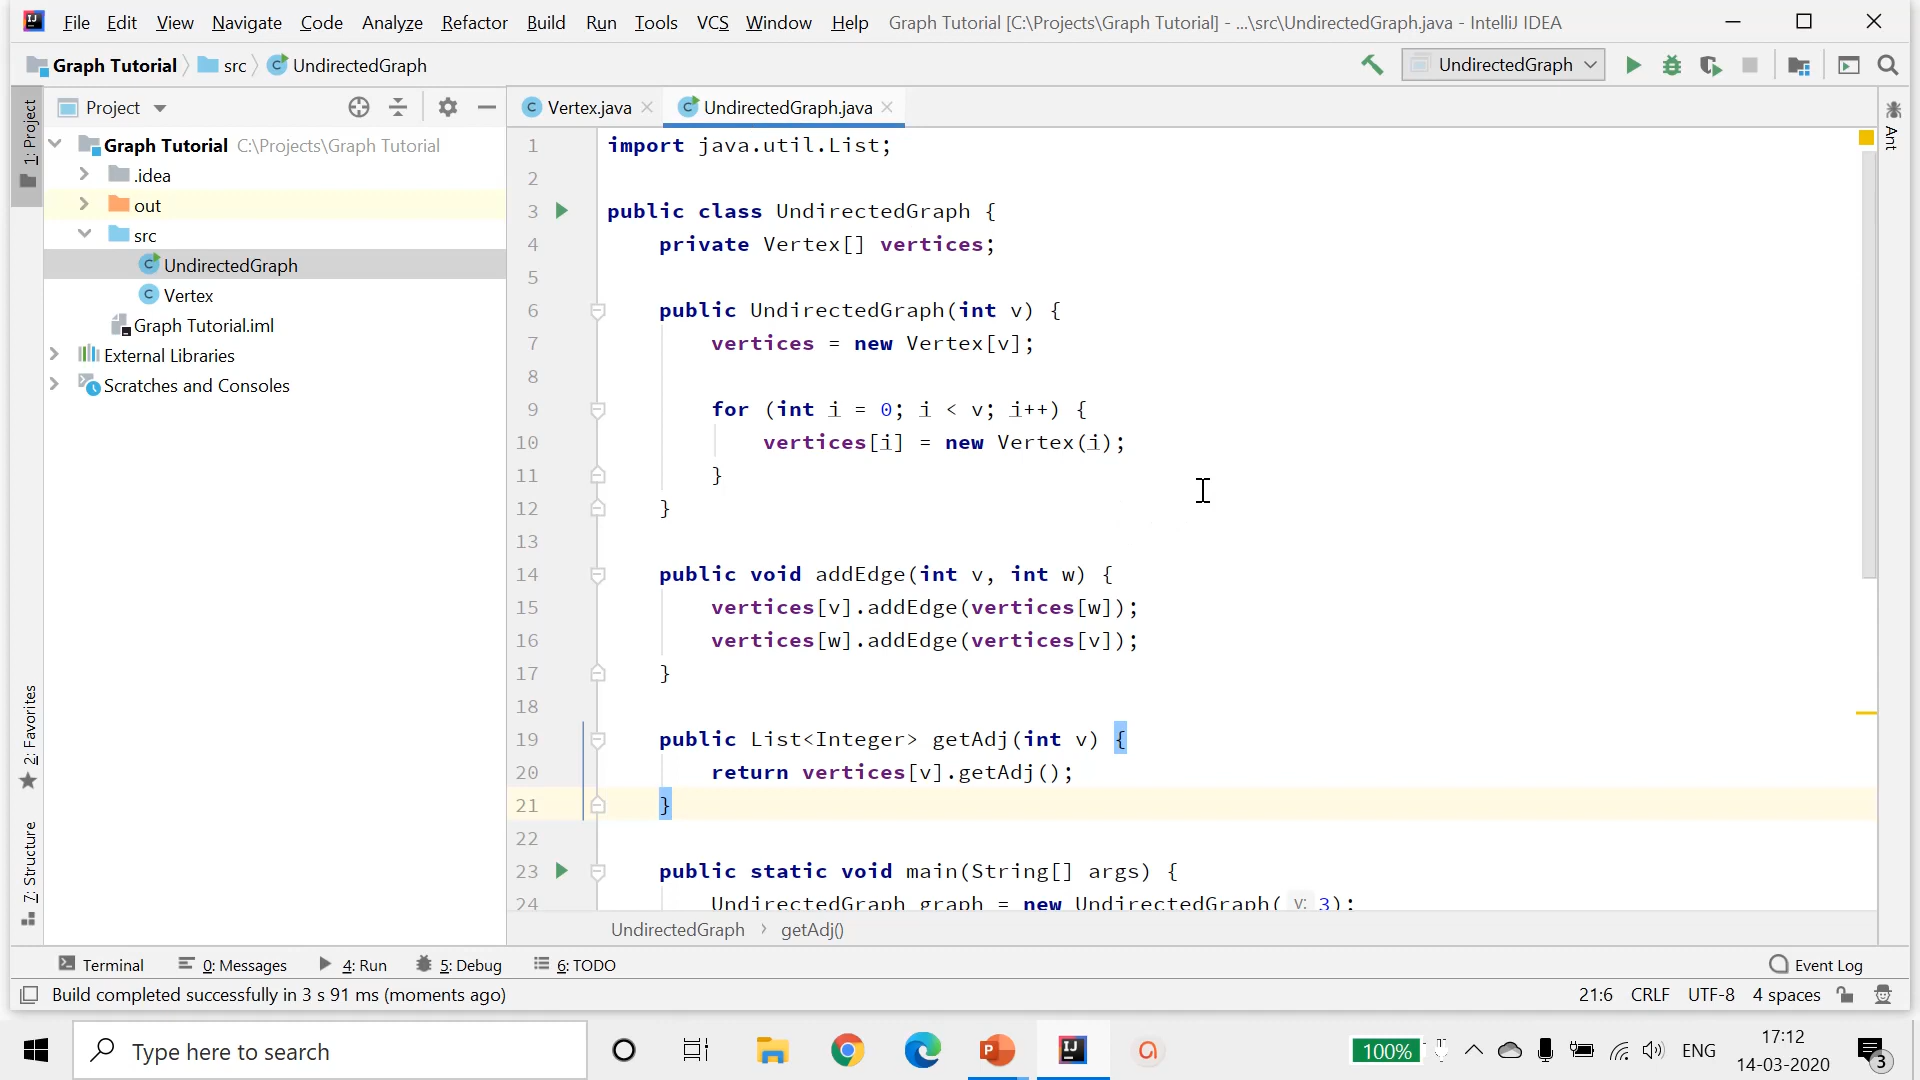 File Edit View Navigate Code Analyze Refactor Build Run Tools VCS Window Help Graph Tutorial [C:\Projects\Graph Tutorial] - ...\src\UndirectedGraph.java - IntelliJ IDEA
Graph Tutorial src UndirectedGraph UndirectedGraph
Project Vertex.java UndirectedGraph.java
1: Project
Ant
Graph Tutorial C:\Projects\Graph Tutorial
.idea
out
src
UndirectedGraph
Vertex
Graph Tutorial.iml
External Libraries
Scratches and Consoles
2: Favorites
7: Structure
1 import java.util.List;
2
3 public class UndirectedGraph {
4 private Vertex[] vertices;
5
6 public UndirectedGraph(int v) {
7 vertices = new Vertex[v];
8
9 for (int i = 0; i < v; i++) {
10 vertices[i] = new Vertex(i);
11 }
12 }
13
14 public void addEdge(int v, int w) {
15 vertices[v].addEdge(vertices[w]);
16 vertices[w].addEdge(vertices[v]);
17 }
18
19 public List<Integer> getAdj(int v) {
20 return vertices[v].getAdj();
21 }
22
23 public static void main(String[] args) {
24 UndirectedGraph graph = new UndirectedGraph( v: 3);
UndirectedGraph › getAdj()
Terminal 0: Messages 4: Run 5: Debug 6: TODO Event Log
Build completed successfully in 3 s 91 ms (moments ago) 21:6 CRLF UTF-8 4 spaces
Type here to search 100% ENG 17:12
14-03-2020 3